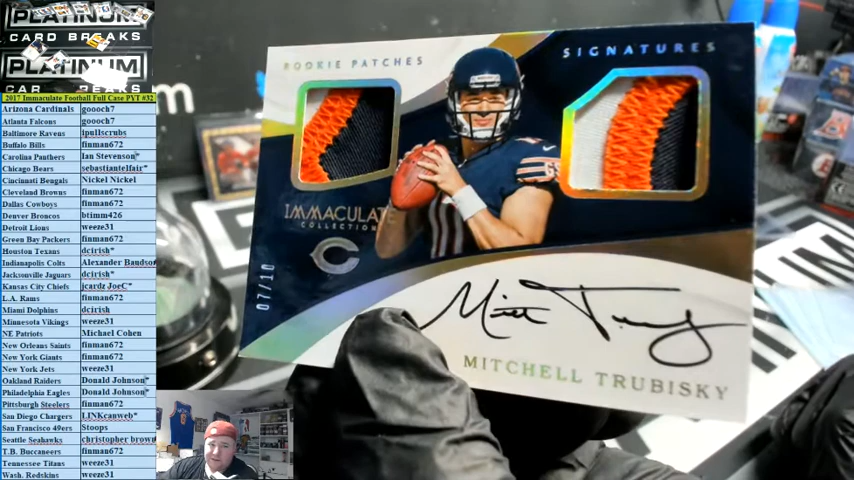 PLATINUM
CARD BREAKS
PLATINUM
2017 Immaculate Football Full Case PYT #32
Arizona Cardinals goooch7
Atlanta Falcons goooch7
Baltimore Ravens ipullscrubs
Buffalo Bills finman672
Carolina Panthers Ian Stevenson*
Chicago Bears sebastiantelfair*
Cincinnati Bengals Nickel Nickel
Cleveland Browns finman672
Dallas Cowboys finman672
Denver Broncos btimm426
Detroit Lions weeze31
Green Bay Packers finman672
Houston Texans dcirish*
Indianapolis Colts Alexander Baudson
Jacksonville Jaguars dcirish*
Kansas City Chiefs jcardz JoeC*
L.A. Rams finman672
Miami Dolphins dcirish
Minnesota Vikings weeze31
NE Patriots Michael Cohen
New Orleans Saints finman672
New York Giants finman672
New York Jets weeze31
Oakland Raiders Donald Johnson*
Philadelphia Eagles Donald Johnson*
Pittsburgh Steelers finman672
San Diego Chargers LINKcanweb*
San Francisco 49ers Stoops
Seattle Seahawks christopher brown
T.B. Buccaneers finman672
Tennessee Titans weeze31
Wash. Redskins weeze31
ROOKIE PATCHES
SIGNATURES
IMMACULATE
COLLECTION
07/10
Mitt Trubisky
MITCHELL TRUBISKY